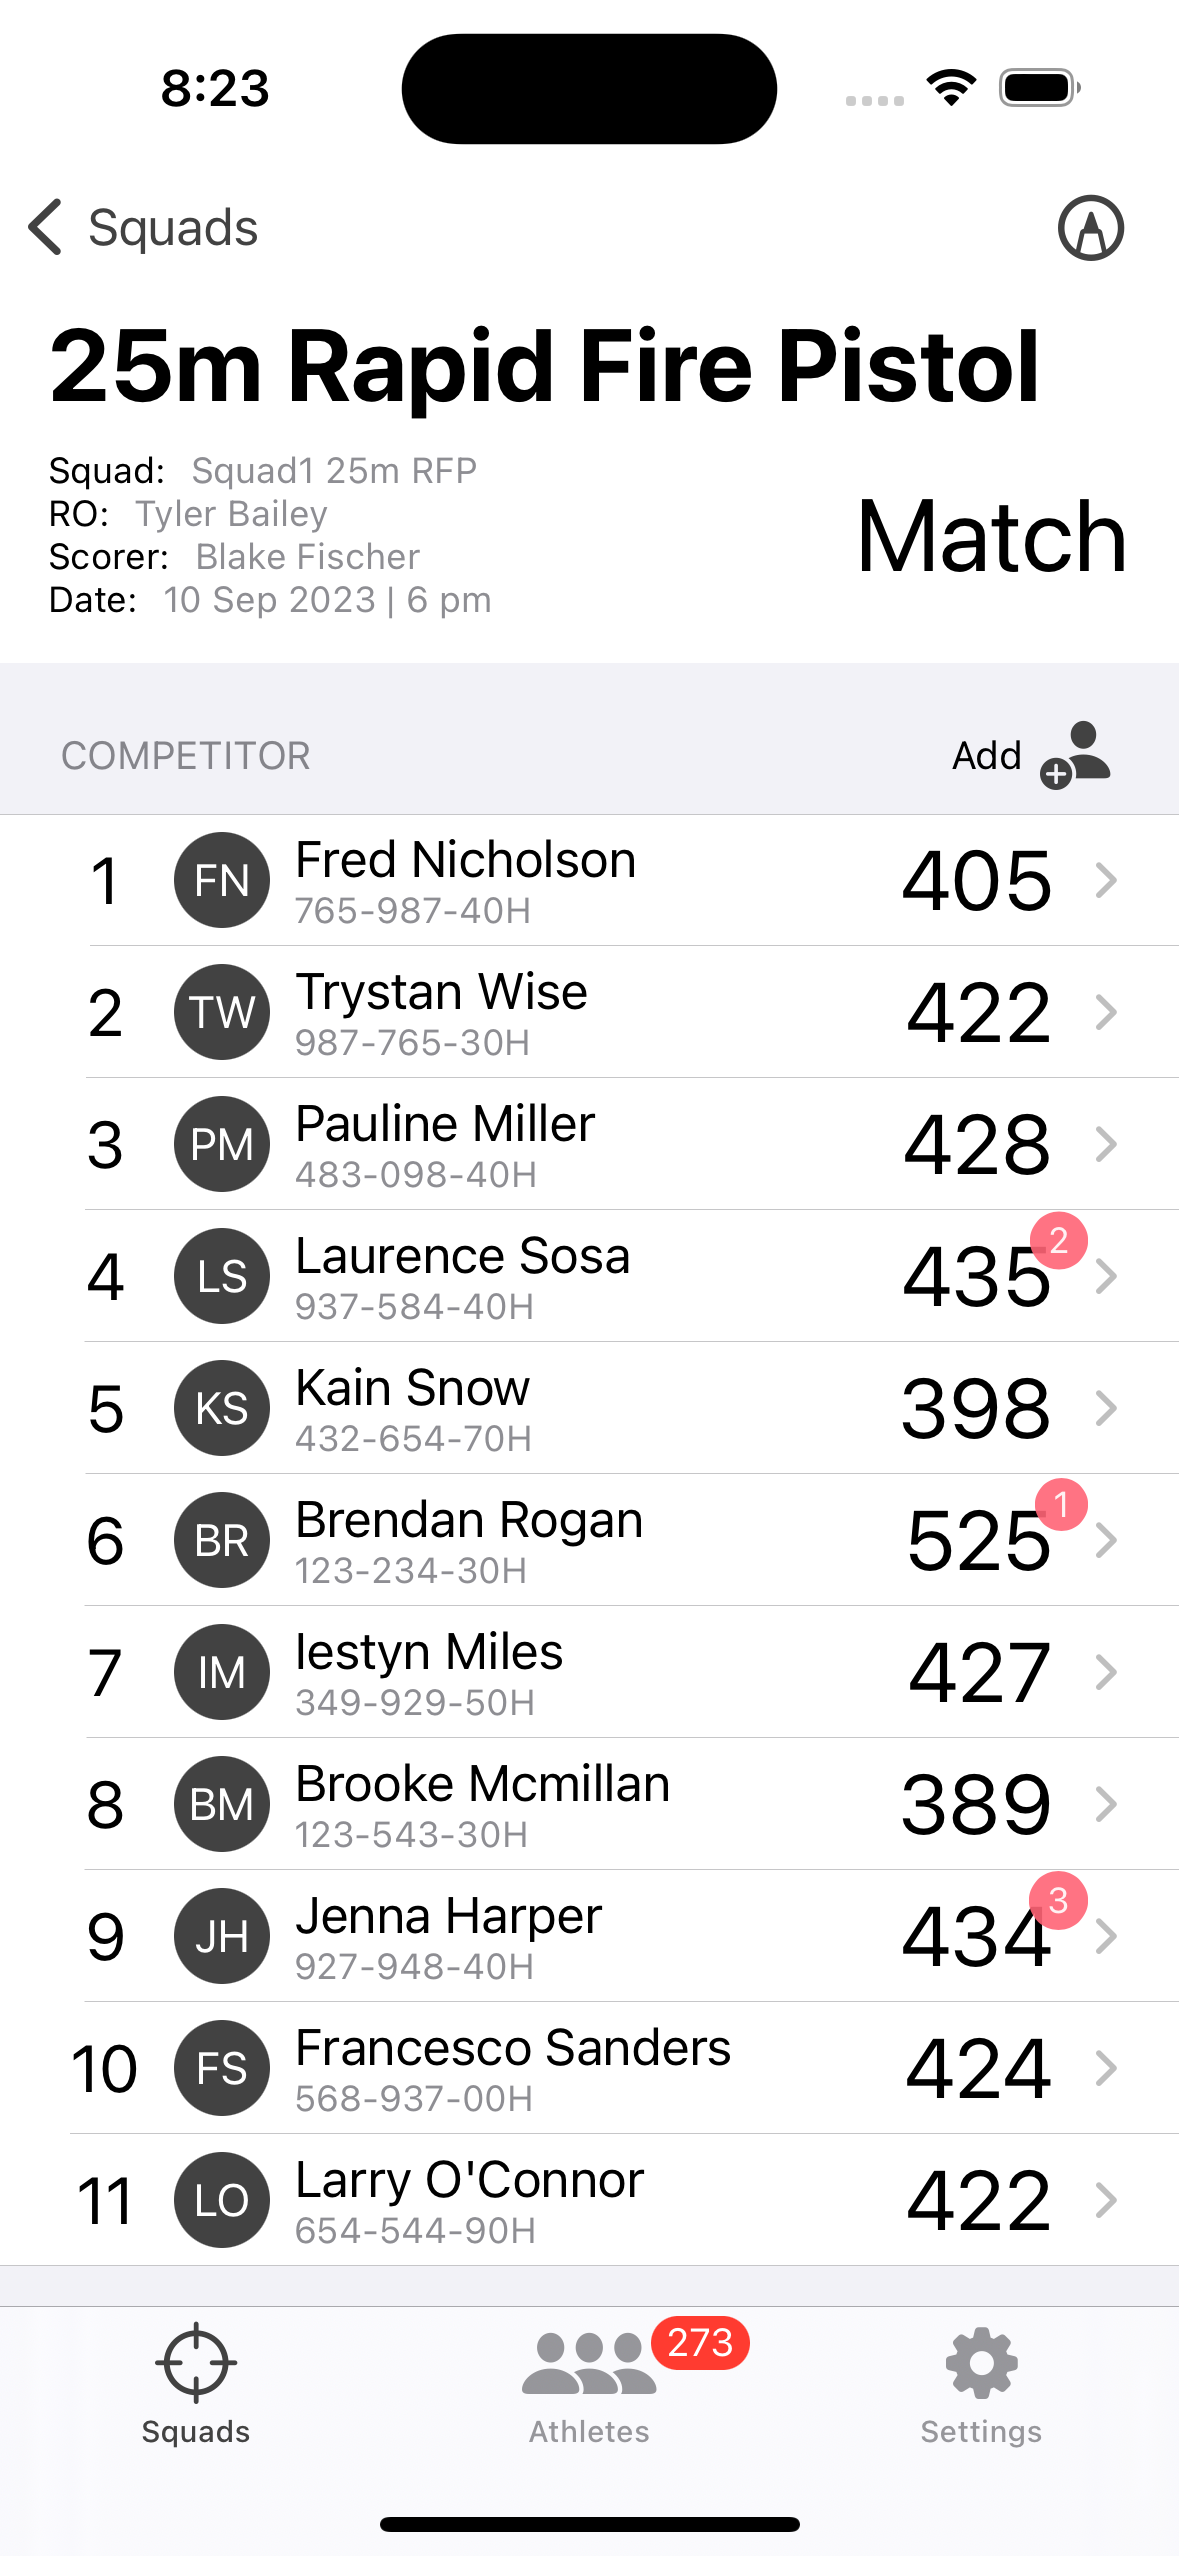 8:23
Squads
25m Rapid Fire Pistol
Squad: Squad1 25m RFP
RO: Tyler Bailey
Scorer: Blake Fischer
Date: 10 Sep 2023 | 6 pm
Match
COMPETITOR Add
1 FN Fred Nicholson 405
765-987-40H
2 TW Trystan Wise 422
987-765-30H
3 PM Pauline Miller 428
483-098-40H
4 LS Laurence Sosa 435 2
937-584-40H
5 KS Kain Snow 398
432-654-70H
6 BR Brendan Rogan 525 1
123-234-30H
7 IM Iestyn Miles 427
349-929-50H
8 BM Brooke Mcmillan 389
123-543-30H
9 JH Jenna Harper 434 3
927-948-40H
10 FS Francesco Sanders 424
568-937-00H
11 LO Larry O'Connor 422
654-544-90H
273
Squads Athletes Settings